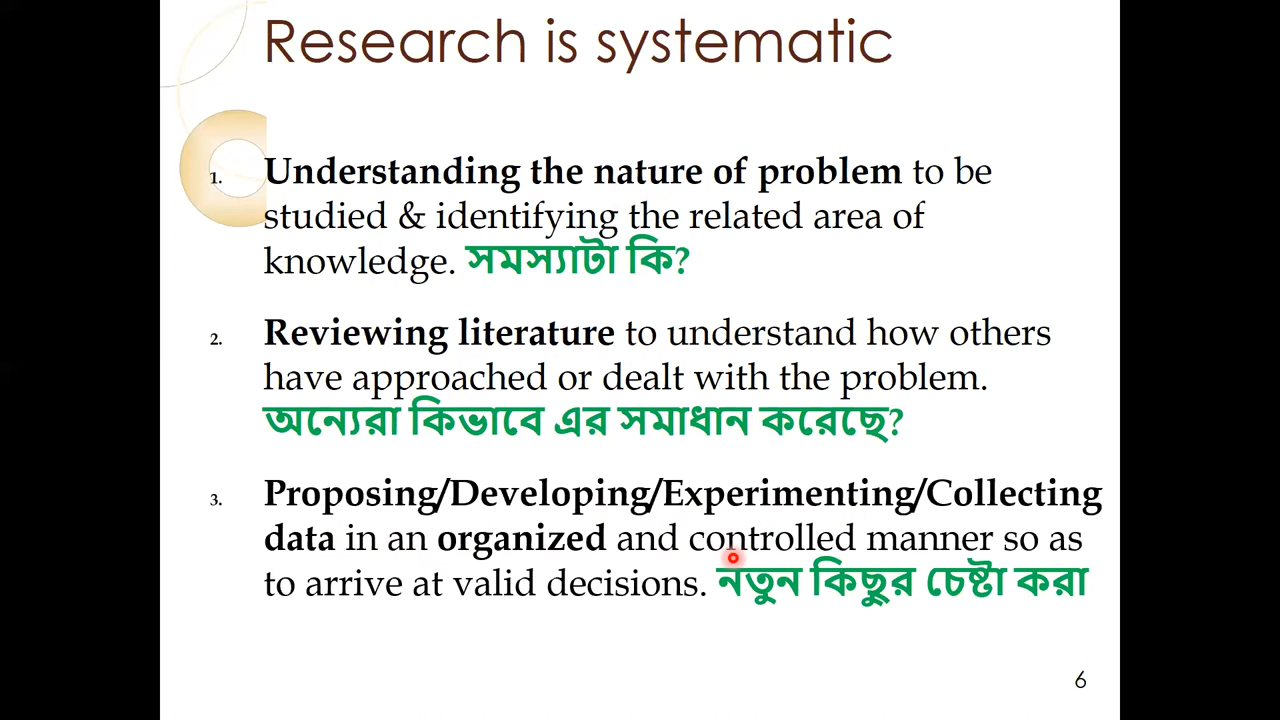 Research is systematic
1. Understanding the nature of problem to be
studied & identifying the related area of
knowledge. সমস্যাটা কি?
2. Reviewing literature to understand how others
have approached or dealt with the problem.
অন্যেরা কিভাবে এর সমাধান করেছে?
3. Proposing/Developing/Experimenting/Collecting
data in an organized and controlled manner so as
to arrive at valid decisions. নতুন কিছুর চেষ্টা করা
6